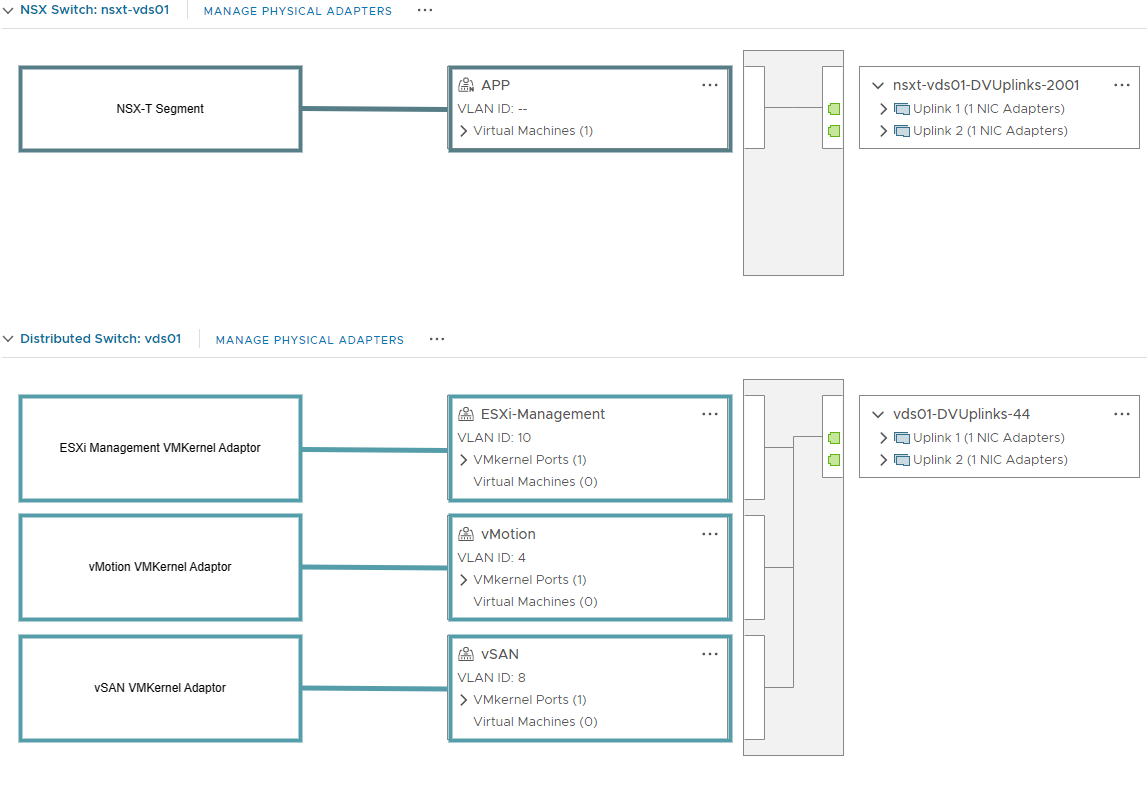 NSX Switch: nsxt-vds01 MANAGE PHYSICAL ADAPTERS ...
NSX-T Segment
APP ...
VLAN ID: --
Virtual Machines (1)
nsxt-vds01-DVUplinks-2001 ...
Uplink 1 (1 NIC Adapters)
Uplink 2 (1 NIC Adapters)
Distributed Switch: vds01 MANAGE PHYSICAL ADAPTERS ...
ESXi Management VMKernel Adaptor
ESXi-Management ...
VLAN ID: 10
VMkernel Ports (1)
Virtual Machines (0)
vds01-DVUplinks-44 ...
Uplink 1 (1 NIC Adapters)
Uplink 2 (1 NIC Adapters)
vMotion VMKernel Adaptor
vMotion ...
VLAN ID: 4
VMkernel Ports (1)
Virtual Machines (0)
vSAN VMKernel Adaptor
vSAN ...
VLAN ID: 8
VMkernel Ports (1)
Virtual Machines (0)